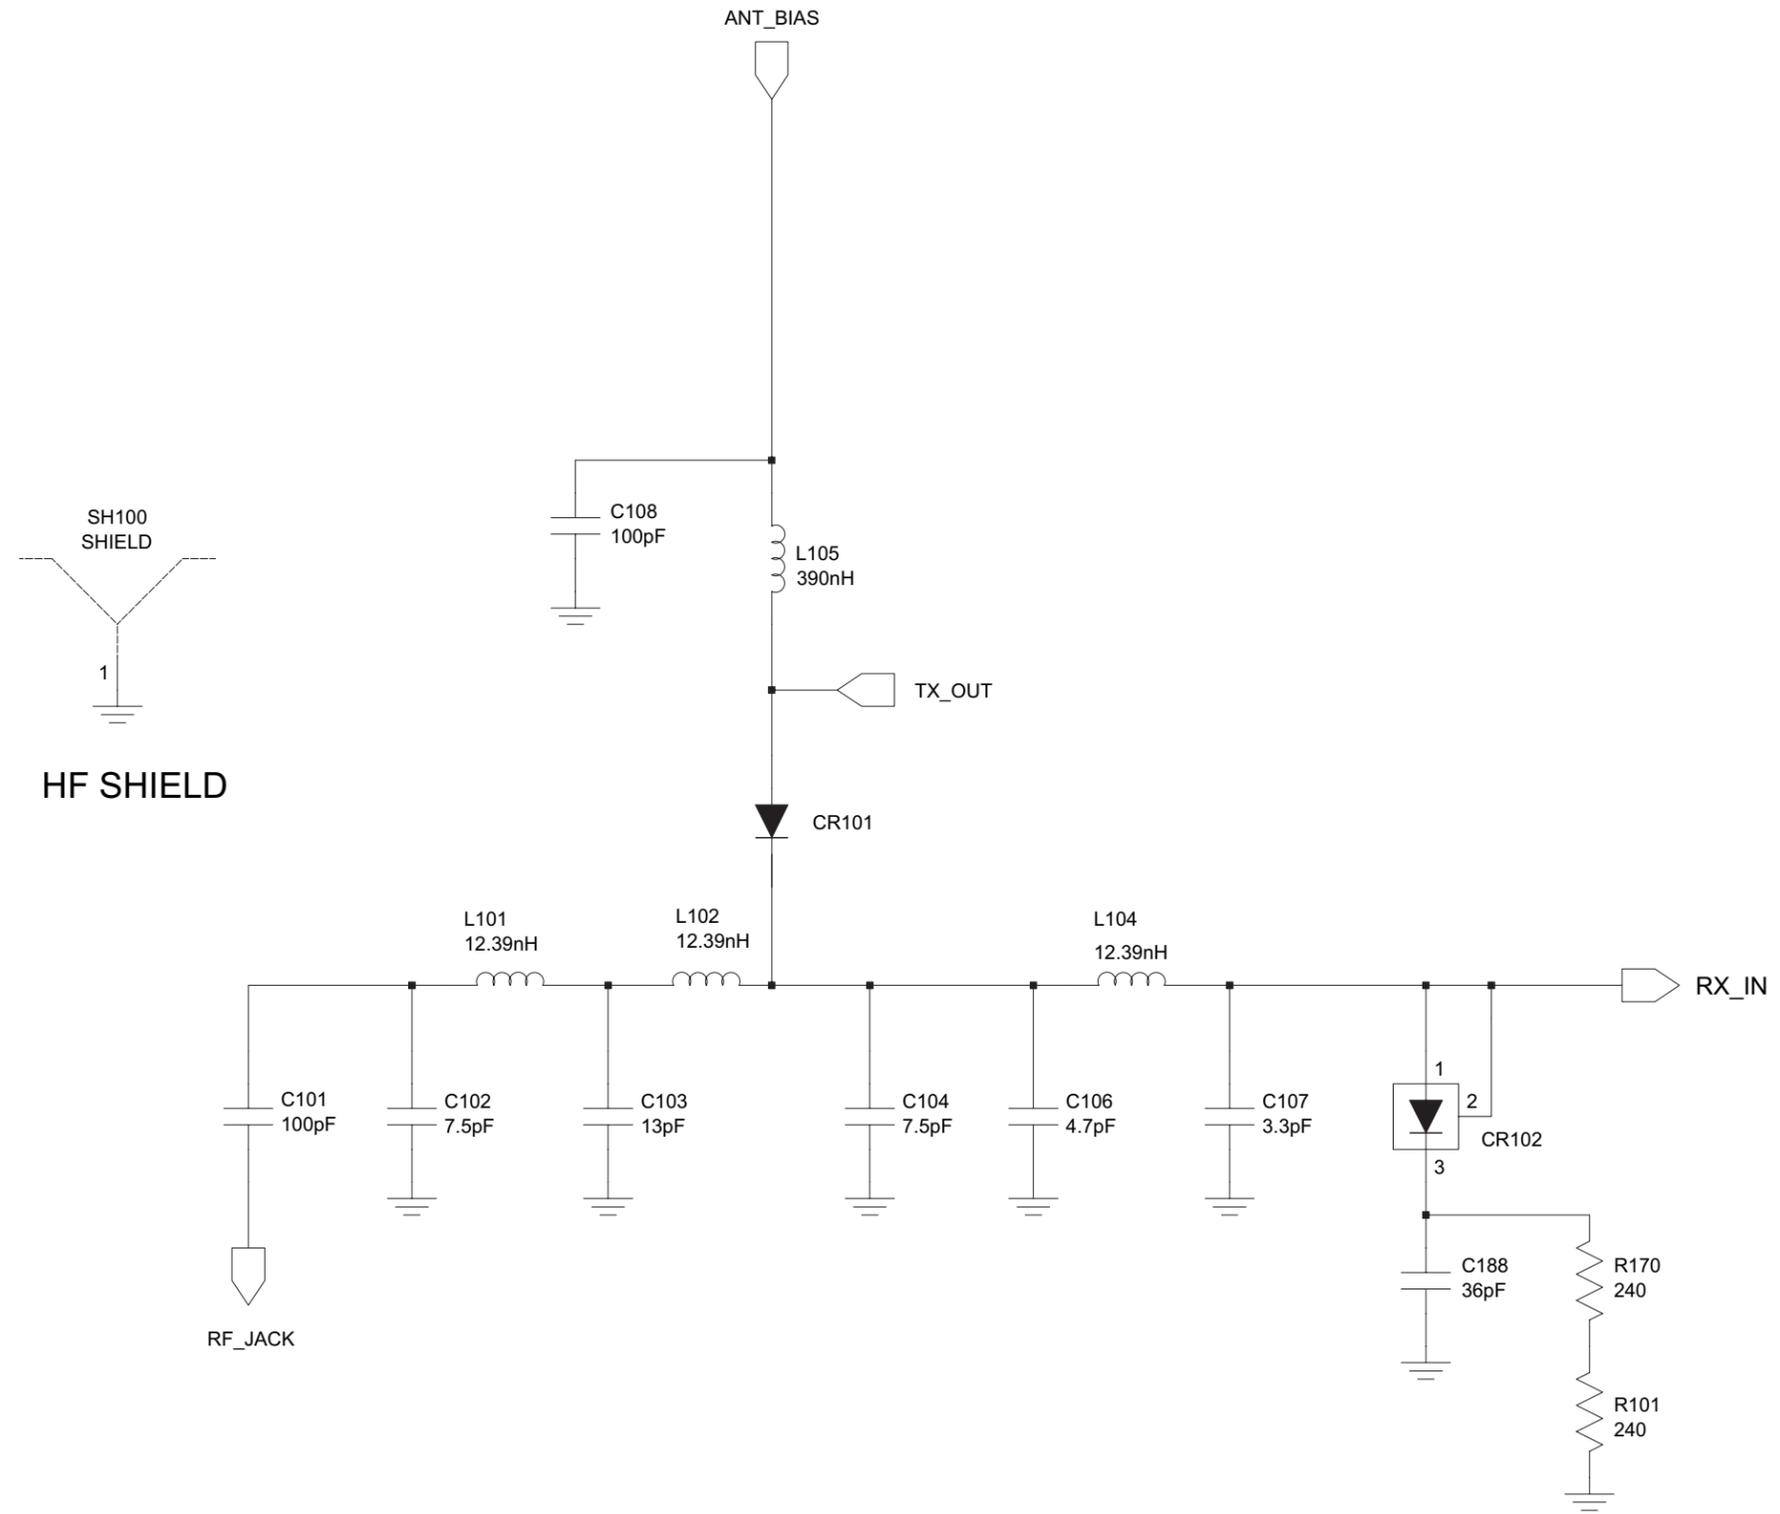 ANT_BIAS
C108
100pF
L105
390nH
SH100
SHIELD
1
HF SHIELD
TX_OUT
CR101
L101
12.39nH
L102
12.39nH
L104
12.39nH
RX_IN
C101
100pF
C102
7.5pF
C103
13pF
C104
7.5pF
C106
4.7pF
C107
3.3pF
1
2
CR102
3
C188
36pF
R170
240
RF_JACK
R101
240